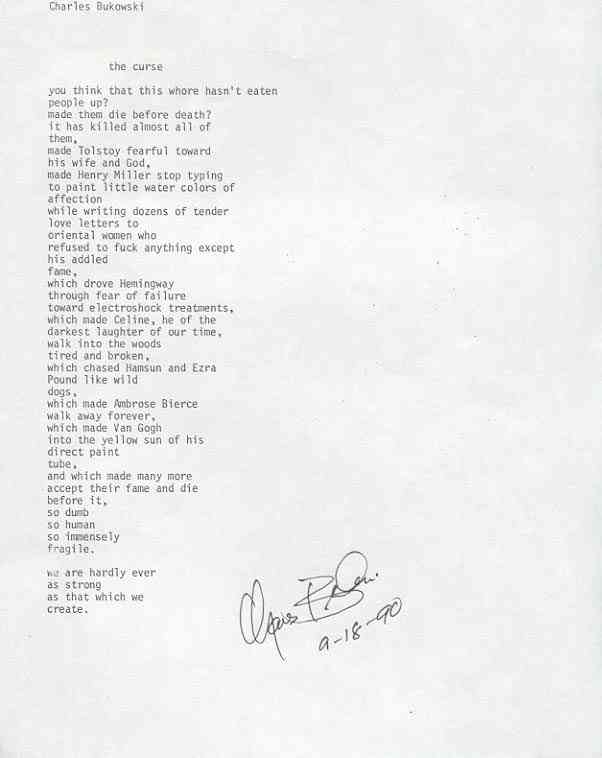 Charles Bukowski
the curse
you think that this whore hasn't eaten
people up?
made them die before death?
it has killed almost all of
them,
made Tolstoy fearful toward
his wife and God,
made Henry Miller stop typing
to paint little water colors of
affection
while writing dozens of tender
love letters to
oriental women who
refused to fuck anything except
his addled
fame,
which drove Hemingway
through fear of failure
toward electroshock treatments,
which made Celine, he of the
darkest laughter of our time,
walk into the woods
tired and broken,
which chased Hamsun and Ezra
Pound like wild
dogs,
which made Ambrose Bierce
walk away forever,
which made Van Gogh
into the yellow sun of his
direct paint
tube,
and which made many more
accept their fame and die
before it,
so dumb
so human
so immensely
fragile.
we are hardly ever
as strong
as that which we
create.
9-18-90